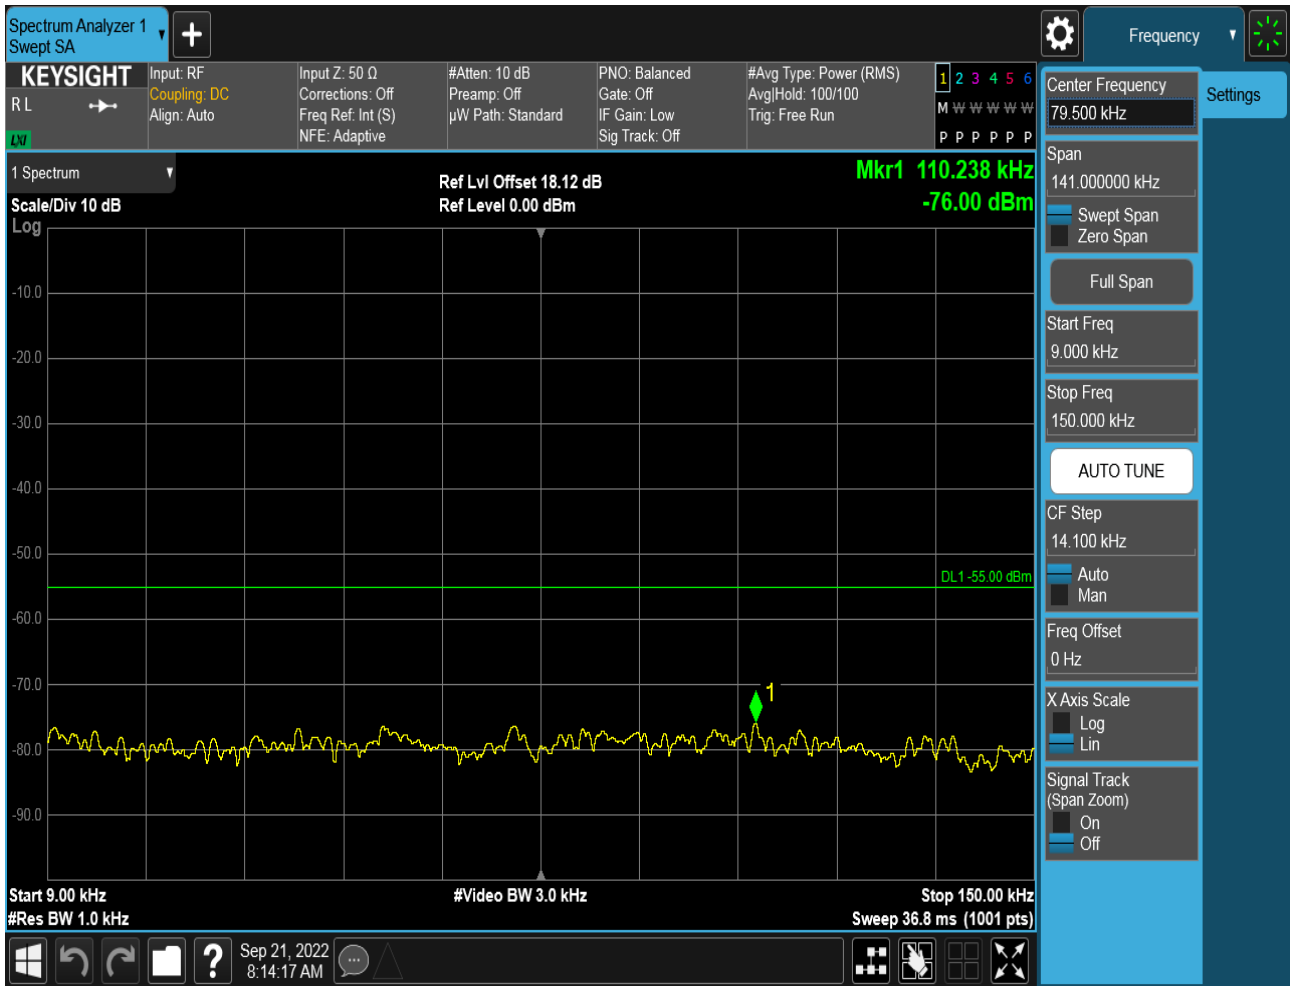 Spectrum Analyzer 1
Swept SA
Frequency
KEYSIGHT
R L
LXI
Input: RF
Coupling: DC
Align: Auto
Input Z: 50 Ω
Corrections: Off
Freq Ref: Int (S)
NFE: Adaptive
#Atten: 10 dB
Preamp: Off
µW Path: Standard
PNO: Balanced
Gate: Off
IF Gain: Low
Sig Track: Off
#Avg Type: Power (RMS)
Avg|Hold: 100/100
Trig: Free Run
1 2 3 4 5 6
M W W W W W
P P P P P P
Center Frequency
79.500 kHz
Settings
Span
141.000000 kHz
Swept Span
Zero Span
Full Span
Start Freq
9.000 kHz
Stop Freq
150.000 kHz
AUTO TUNE
CF Step
14.100 kHz
Auto
Man
Freq Offset
0 Hz
X Axis Scale
Log
Lin
Signal Track
(Span Zoom)
On
Off
1 Spectrum
Scale/Div 10 dB
Log
Ref Lvl Offset 18.12 dB
Ref Level 0.00 dBm
Mkr1 110.238 kHz
-76.00 dBm
-10.0
-20.0
-30.0
-40.0
-50.0
DL1 -55.00 dBm
-60.0
-70.0
1
-80.0
-90.0
Start 9.00 kHz
#Res BW 1.0 kHz
#Video BW 3.0 kHz
Stop 150.00 kHz
Sweep 36.8 ms (1001 pts)
?
Sep 21, 2022
8:14:17 AM